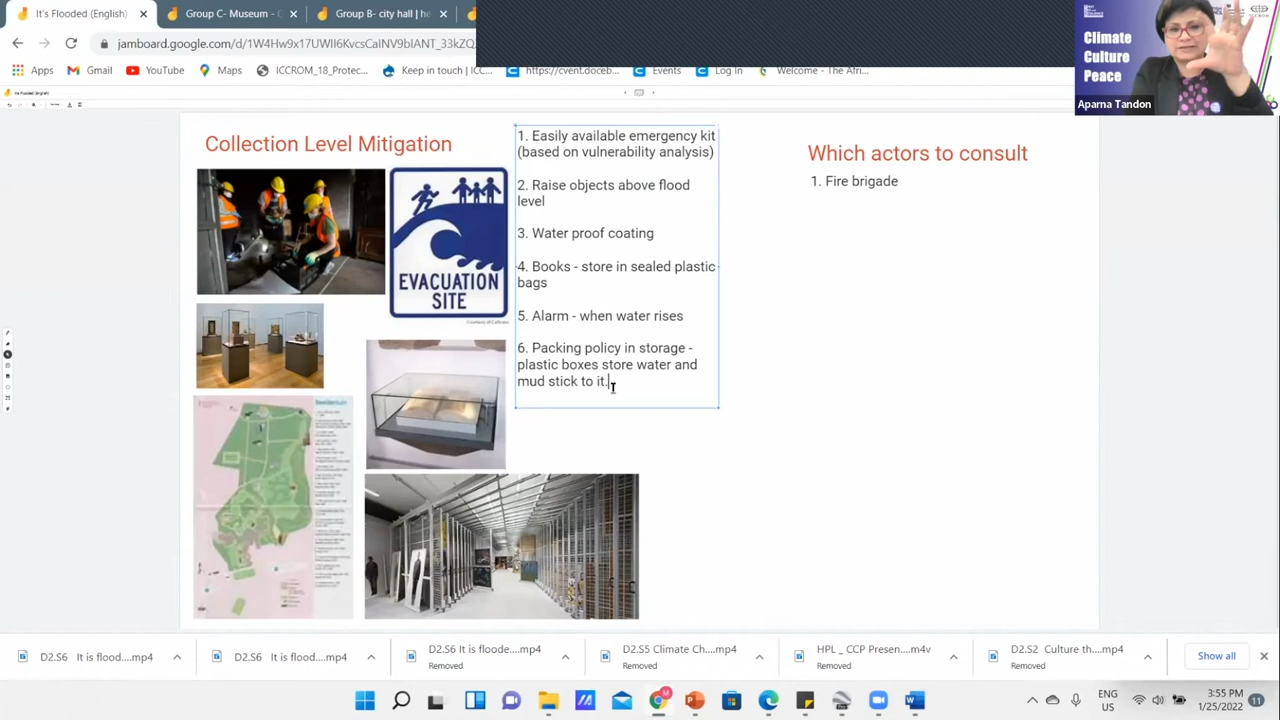 It's Flooded (English)
Group C- Museum - C
Group B- city hall | he
jamboard.google.com/d/1W4Hw9x17UWIl6KvcsCalNVRbIANT_33kZQ
Apps
Gmail
YouTube
Maps
ICCROM_18_Protec...
Keep in touch | ICC...
https://cvent.doceb...
Events
Log In
Welcome - The Afri...
Climate
Culture
Peace
ICCROM
Aparna Tandon
It's Flooded (English)
Collection Level Mitigation
EVACUATION
SITE
1. Easily available emergency kit
(based on vulnerability analysis)
2. Raise objects above flood
level
3. Water proof coating
4. Books - store in sealed plastic
bags
5. Alarm - when water rises
6. Packing policy in storage -
plastic boxes store water and
mud stick to it.
Which actors to consult
1. Fire brigade
D2.S6 It is flood....mp4
D2.S6 It is flood....mp4
D2.S6 It is floode....mp4
Removed
D2.S5 Climate Ch....mp4
Removed
HPL _ CCP Presen....m4v
Removed
D2.S2 Culture th....mp4
Removed
Show all
ENG
US
3:55 PM
1/25/2022
11